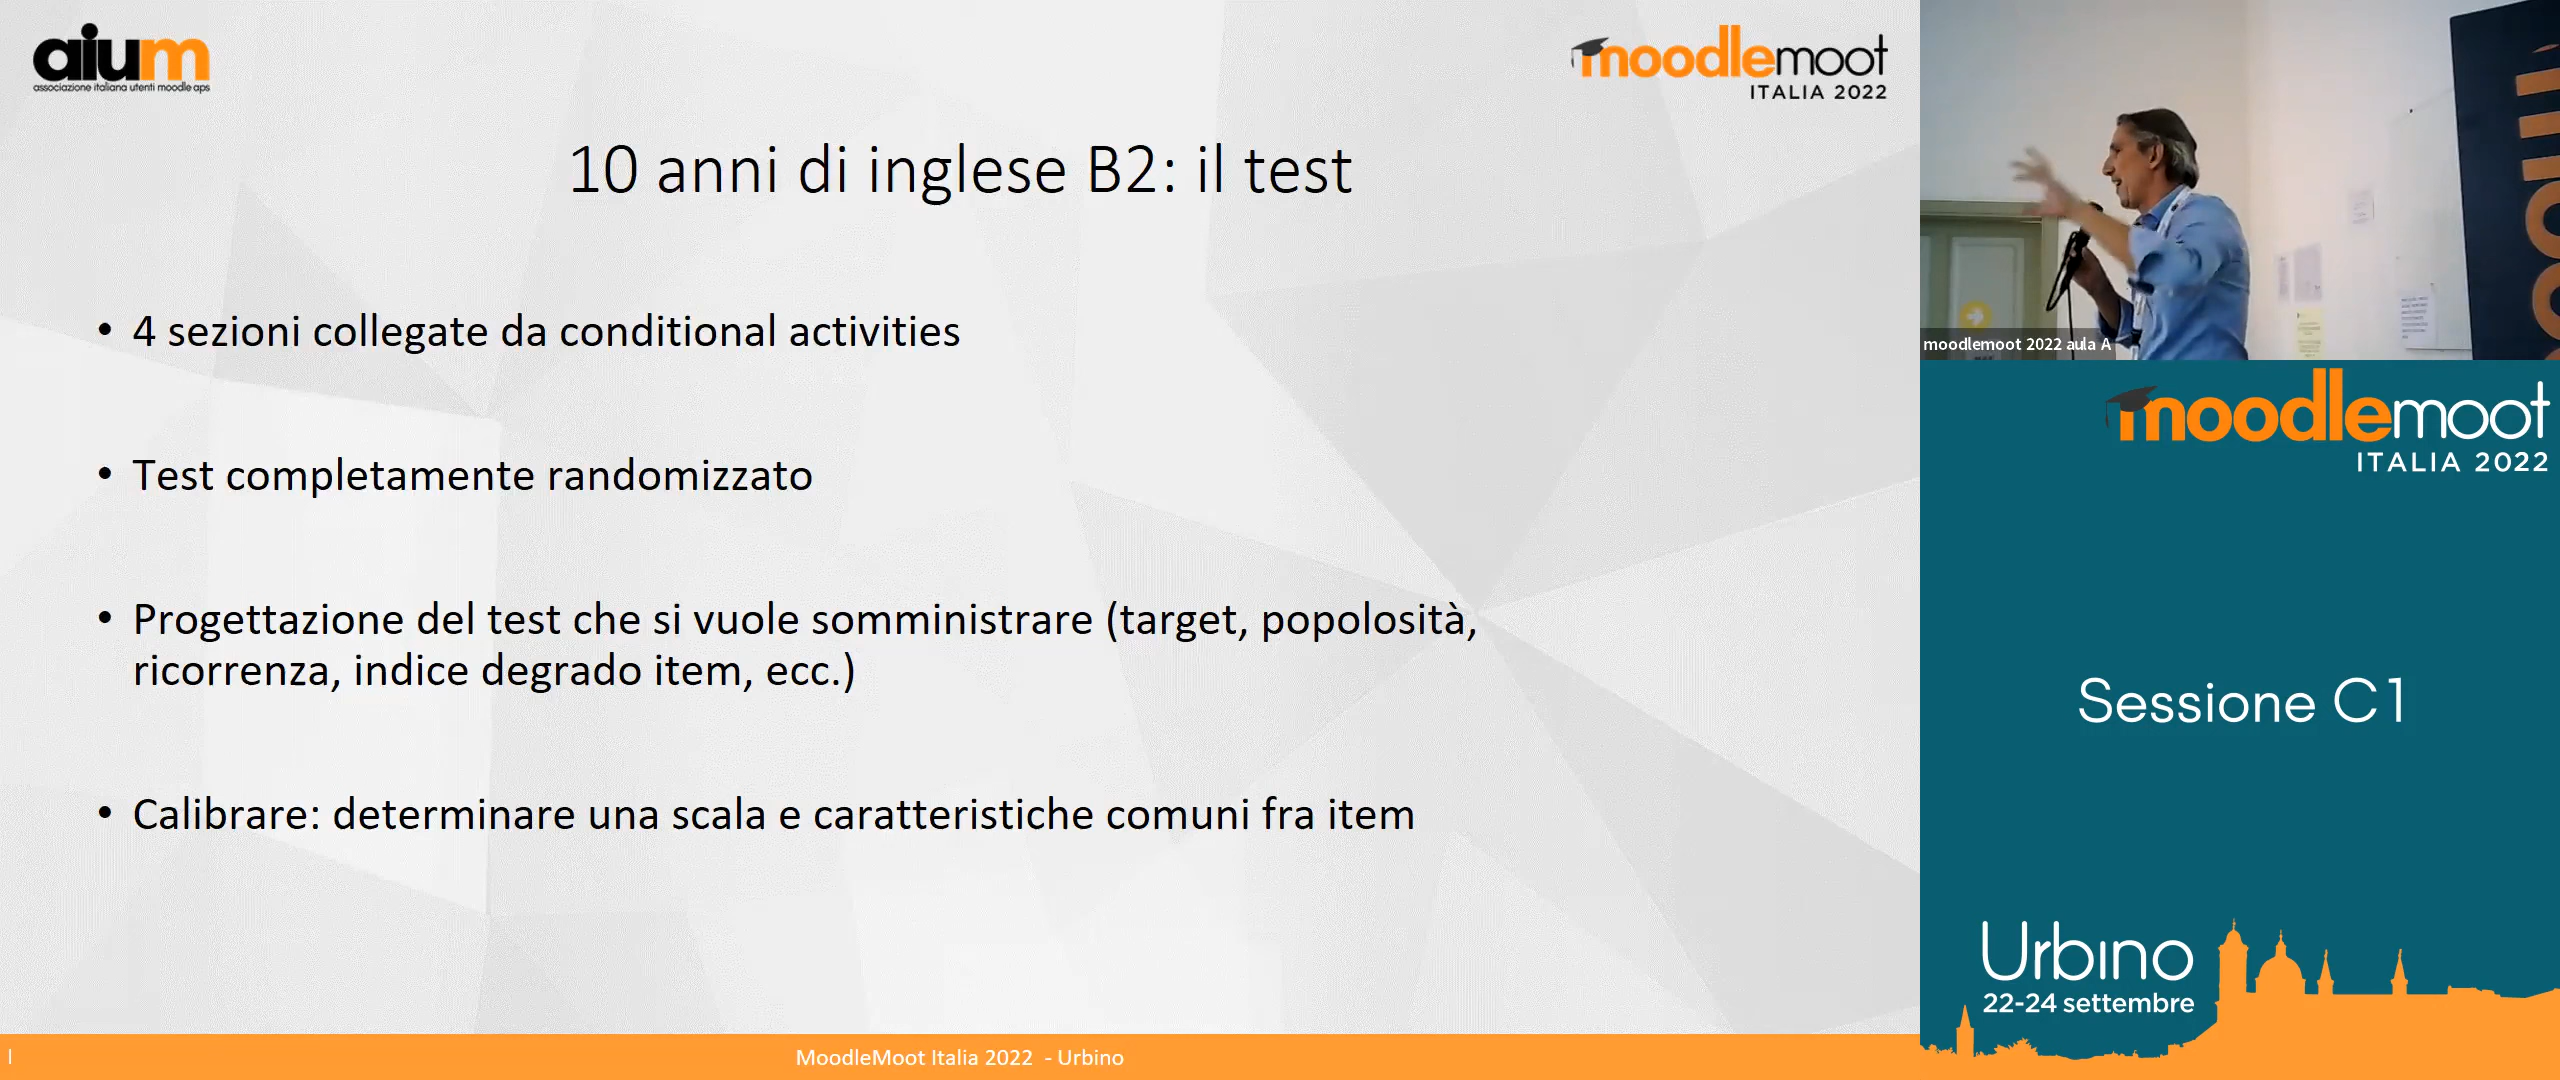 aium
associazione italiana utenti moodle aps
moodlemoot
ITALIA 2022
10 anni di inglese B2: il test
• 4 sezioni collegate da conditional activities
• Test completamente randomizzato
• Progettazione del test che si vuole somministrare (target, popolosità,
ricorrenza, indice degrado item, ecc.)
• Calibrare: determinare una scala e caratteristiche comuni fra item
MoodleMoot Italia 2022 - Urbino
moodlemoot 2022 aula A
moodlemoot
ITALIA 2022
Sessione C1
Urbino
22-24 settembre